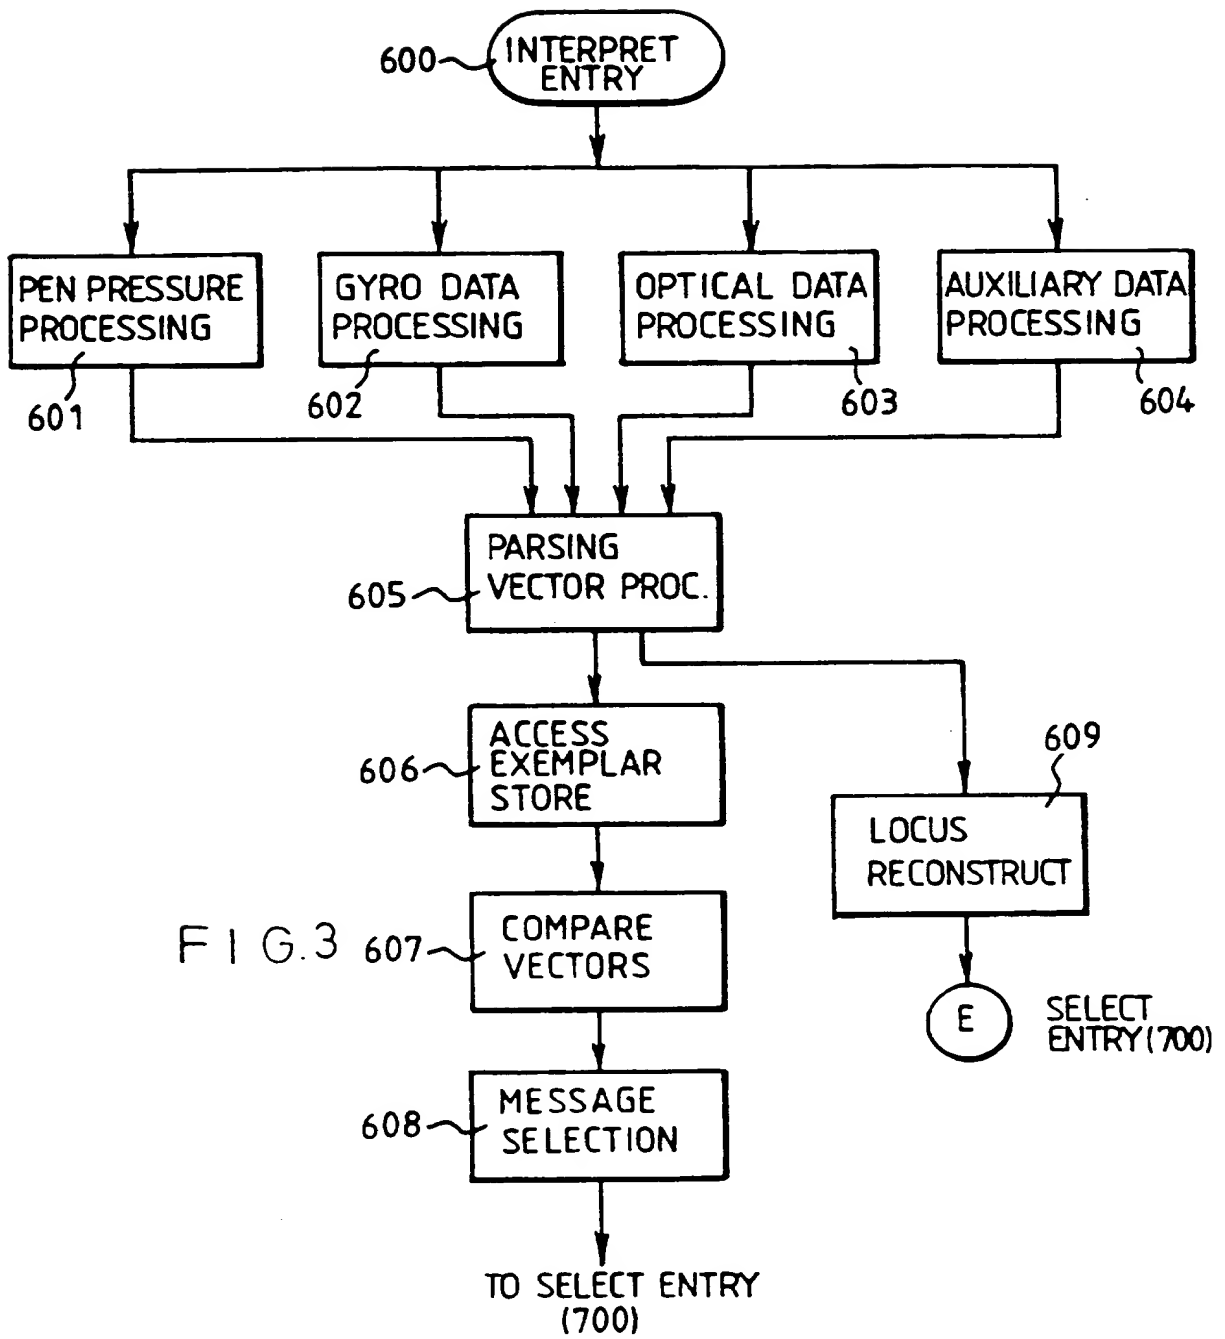 600
INTERPRET
ENTRY
PEN PRESSURE
PROCESSING
601
GYRO DATA
PROCESSING
602
OPTICAL DATA
PROCESSING
603
AUXILIARY DATA
PROCESSING
604
PARSING
VECTOR PROC.
605
ACCESS
EXEMPLAR
STORE
606
609
LOCUS
RECONSTRUCT
FIG.3
607
COMPARE
VECTORS
E
SELECT
ENTRY(700)
608
MESSAGE
SELECTION
TO SELECT ENTRY
(700)